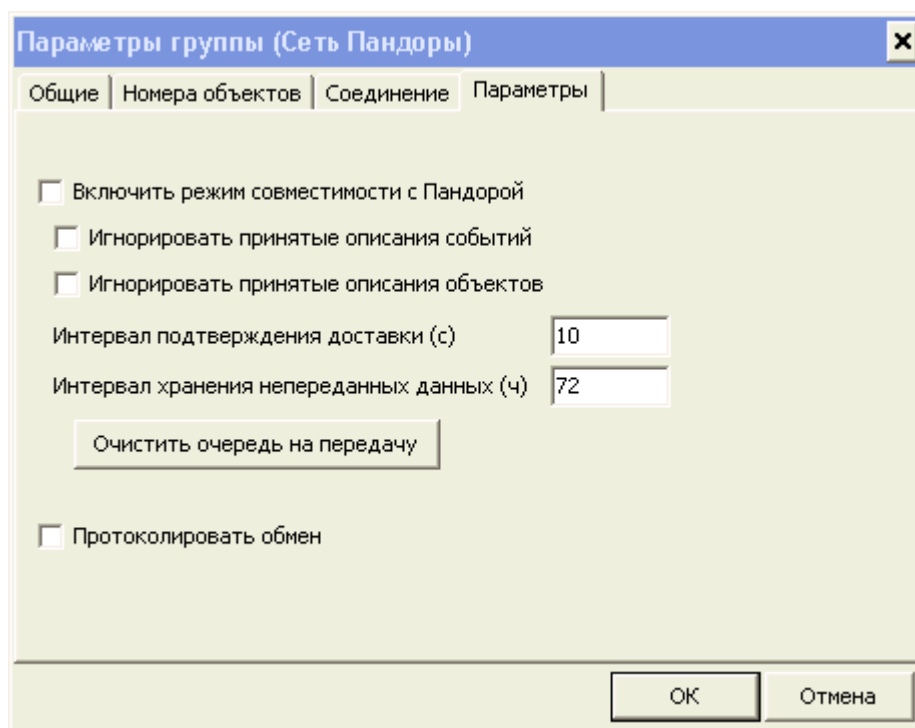 Параметры группы (Сеть Пандоры)
Общие Номера объектов Соединение Параметры
Включить режим совместимости с Пандорой
Игнорировать принятые описания событий
Игнорировать принятые описания объектов
Интервал подтверждения доставки (с) 10
Интервал хранения непереданных данных (ч) 72
Очистить очередь на передачу
Протоколировать обмен
ОК Отмена